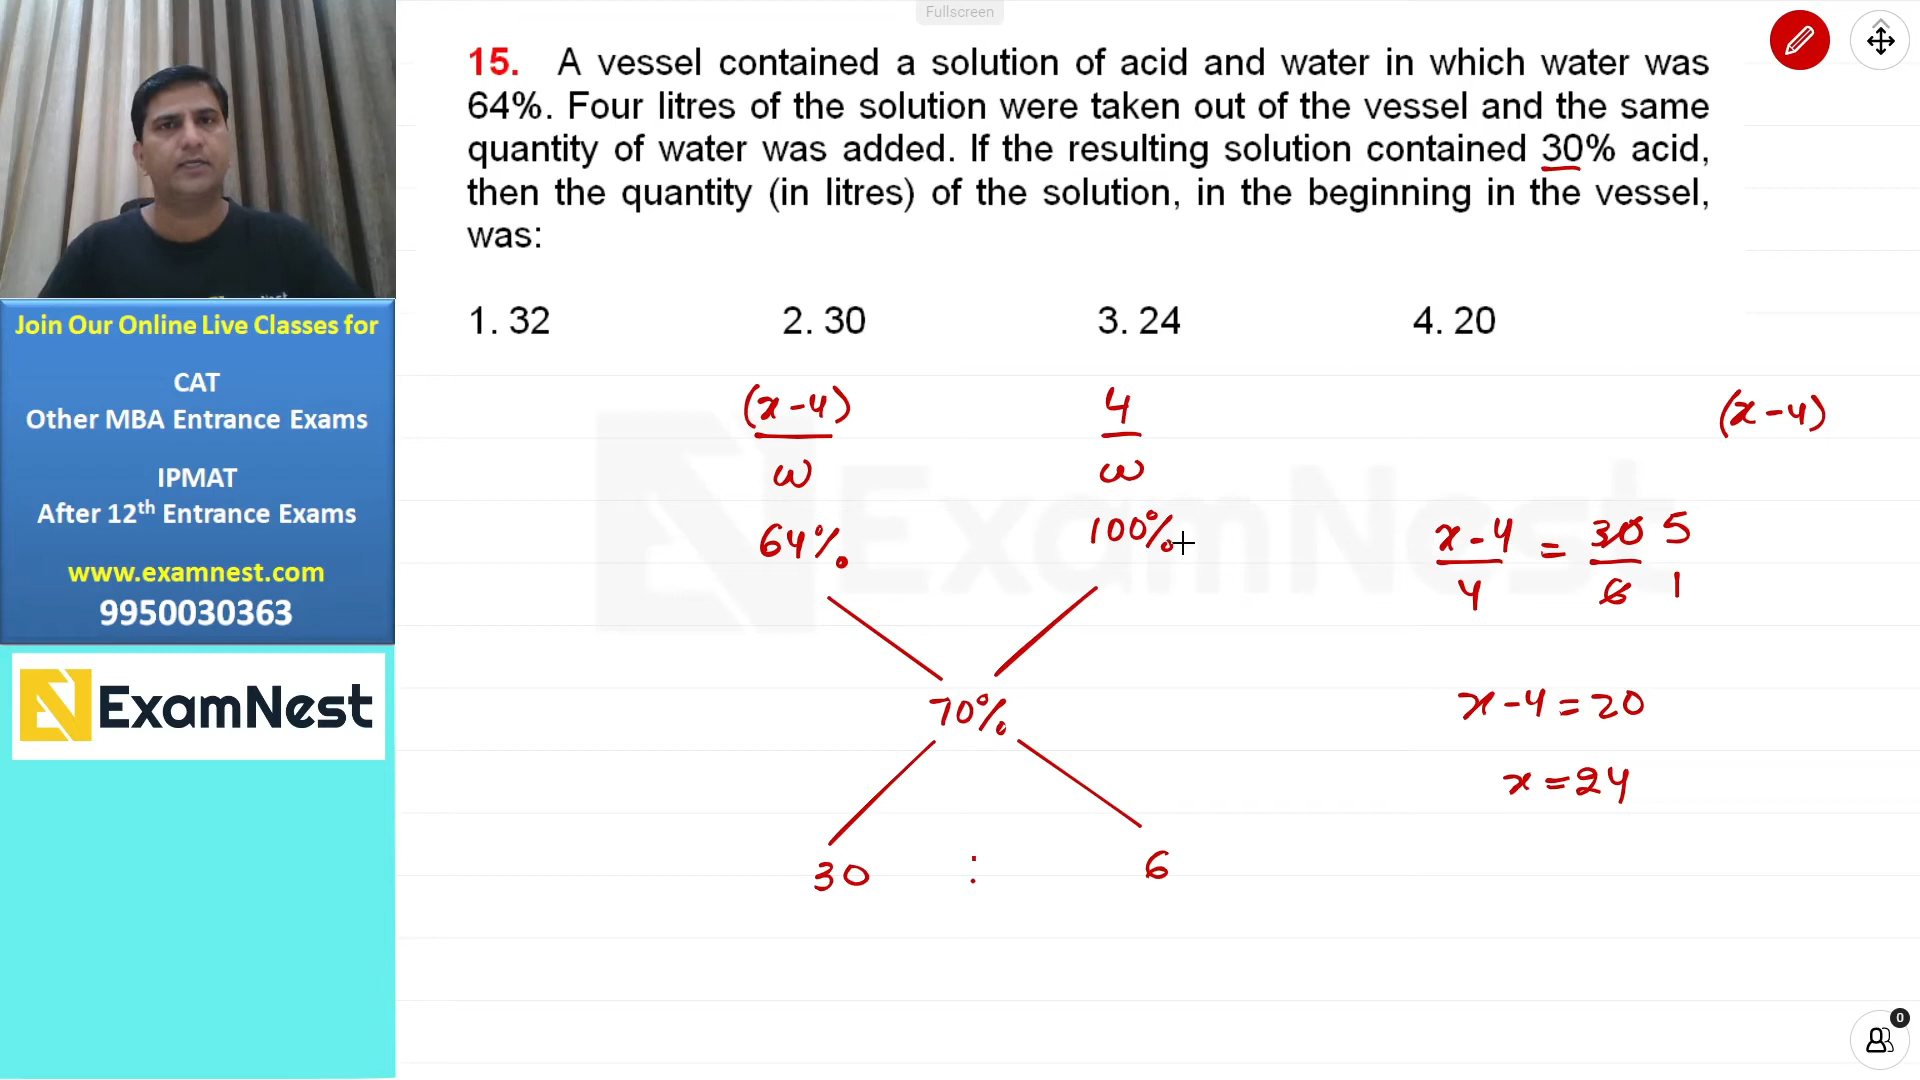 Fullscreen
15. A vessel contained a solution of acid and water in which water was
64%. Four litres of the solution were taken out of the vessel and the same
quantity of water was added. If the resulting solution contained 30% acid,
then the quantity (in litres) of the solution, in the beginning in the vessel,
was:
1. 32 2. 30 3. 24 4. 20
Join Our Online Live Classes for
CAT
Other MBA Entrance Exams
IPMAT
After 12th Entrance Exams
www.examnest.com
9950030363
ExamNest
(x-4) 4 (x-4)
w w
64% 100%
x-4 = 30 5
4 6 1
70%
x-4=20
x=24
30 : 6
ExamNest
0